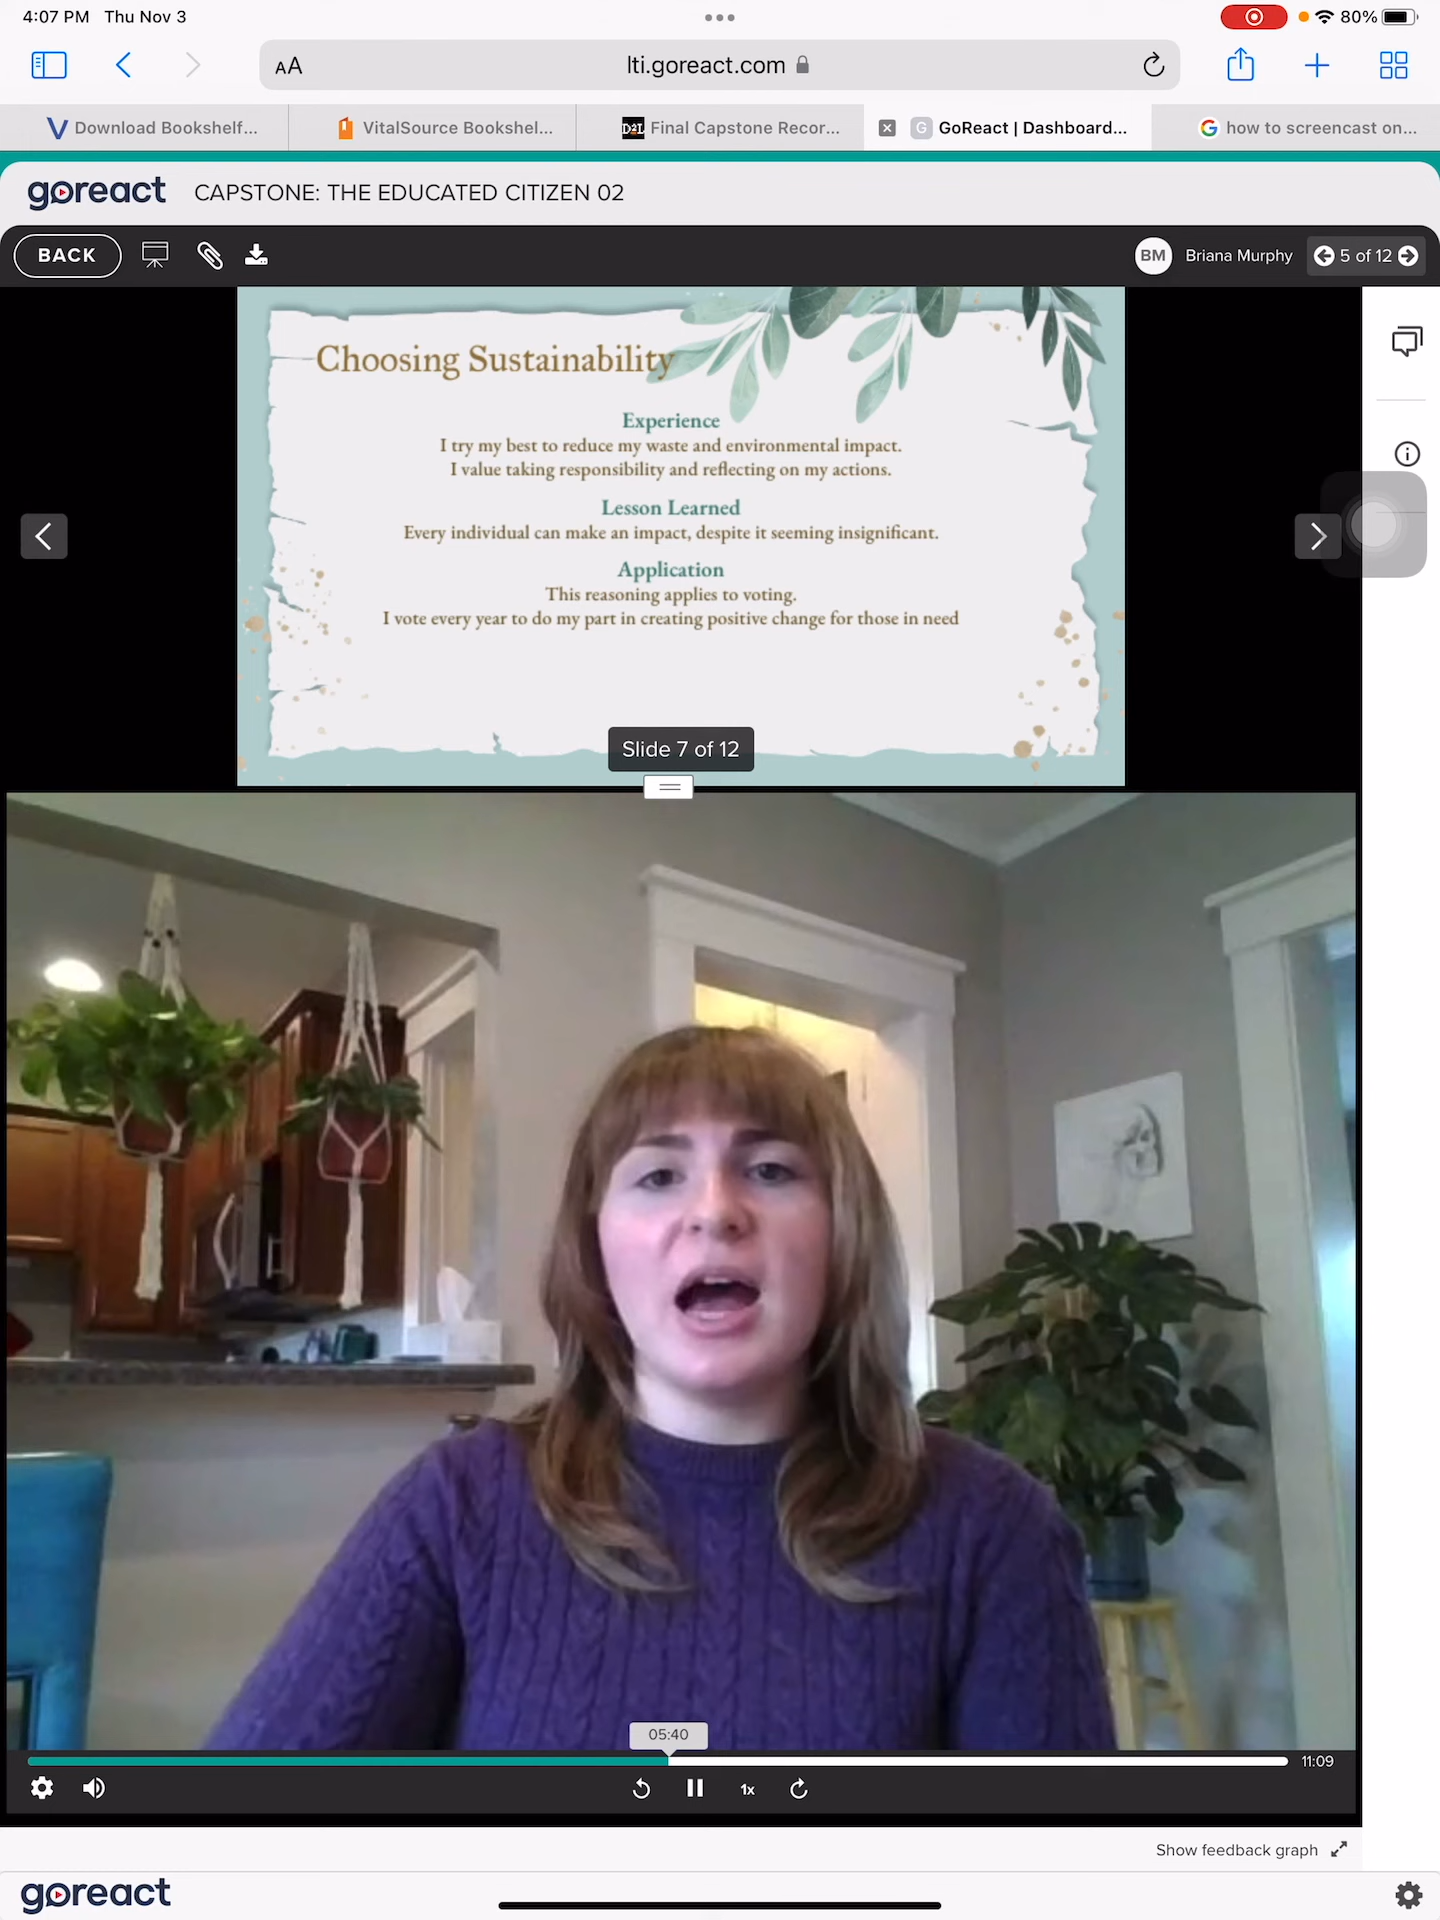 4:07 PM Thu Nov 3
80%
AA
lti.goreact.com
Download Bookshelf...
VitalSource Bookshel...
D2L Final Capstone Recor...
G GoReact | Dashboard...
G how to screencast on...
goreact CAPSTONE: THE EDUCATED CITIZEN 02
BACK
BM Briana Murphy 5 of 12
Choosing Sustainability
Experience
I try my best to reduce my waste and environmental impact.
I value taking responsibility and reflecting on my actions.
Lesson Learned
Every individual can make an impact, despite it seeming insignificant.
Application
This reasoning applies to voting.
I vote every year to do my part in creating positive change for those in need
Slide 7 of 12
05:40
11:09
1x
Show feedback graph
goreact